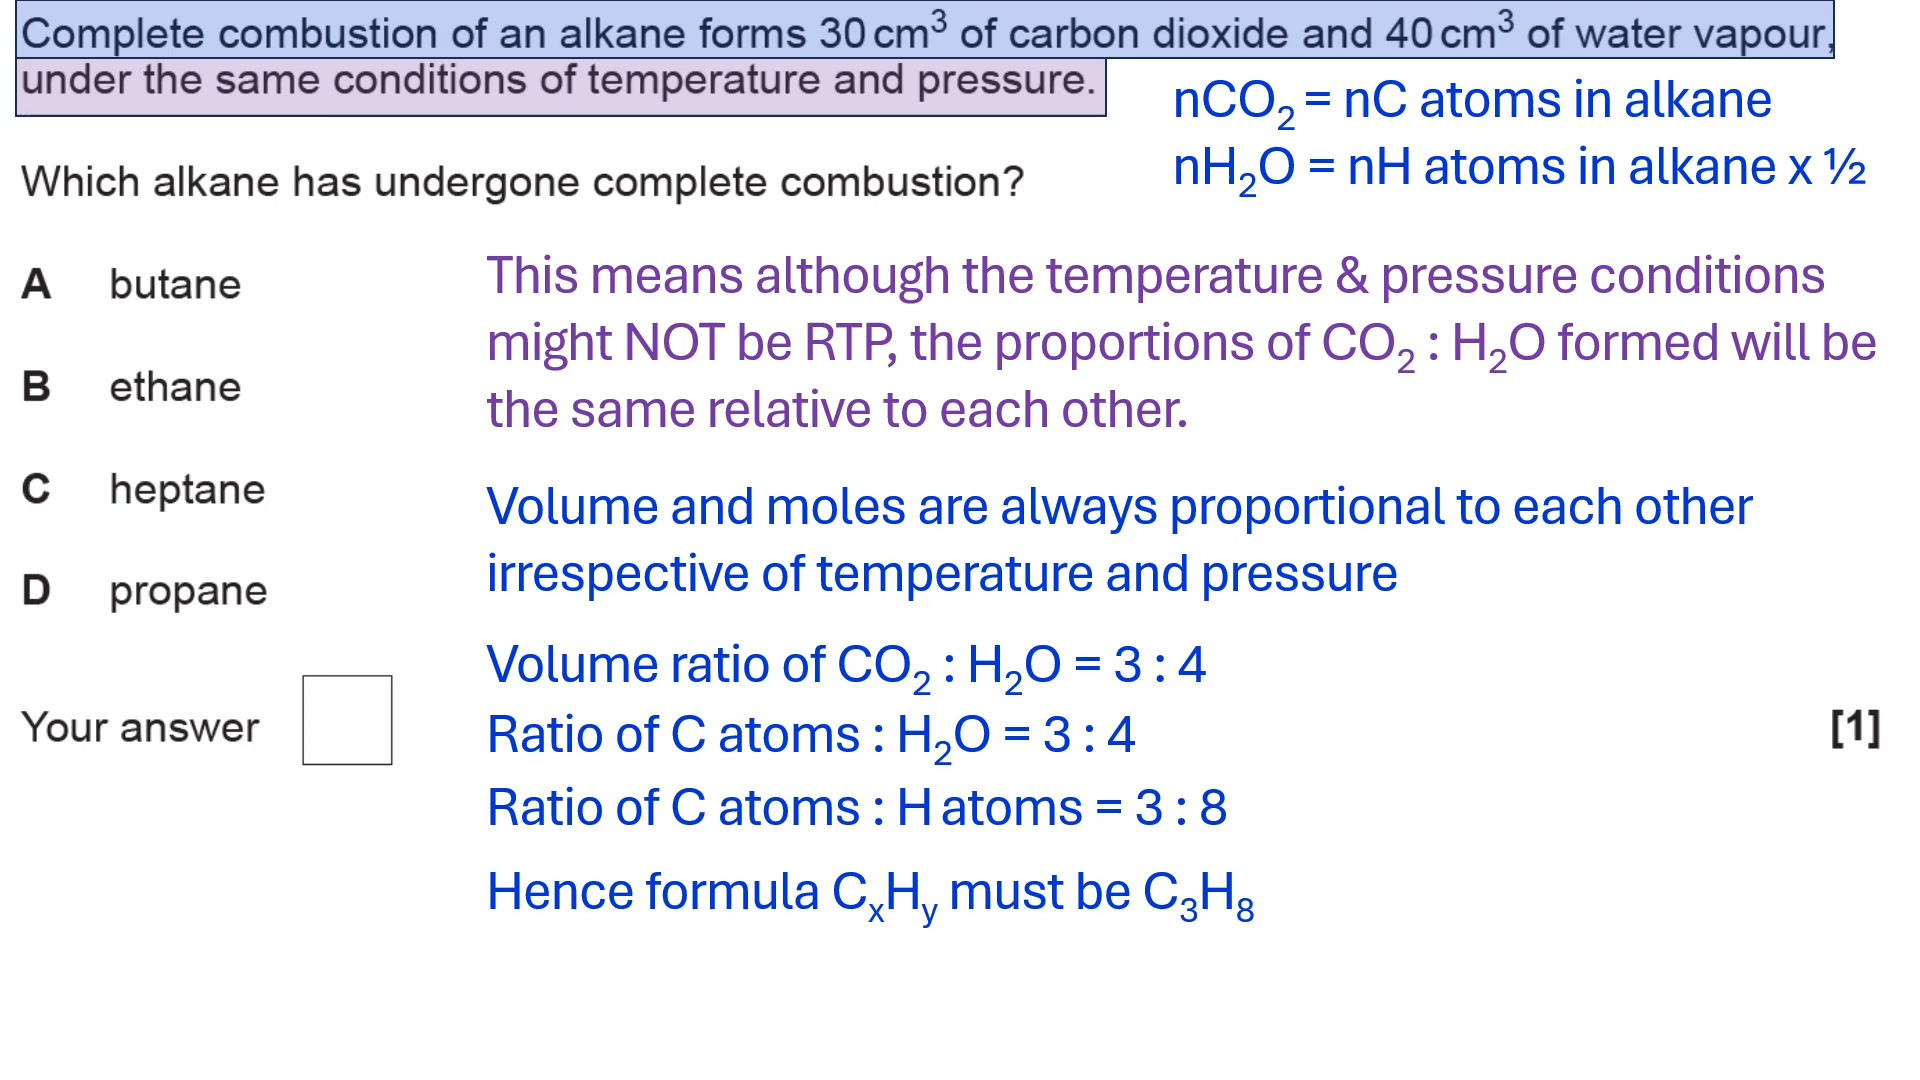 Complete combustion of an alkane forms 30 cm³ of carbon dioxide and 40 cm³ of water vapour,
under the same conditions of temperature and pressure.
nCO₂ = nC atoms in alkane
nH₂O = nH atoms in alkane x ½
Which alkane has undergone complete combustion?
A butane
This means although the temperature & pressure conditions
might NOT be RTP, the proportions of CO₂ : H₂O formed will be
the same relative to each other.
B ethane
C heptane
Volume and moles are always proportional to each other
irrespective of temperature and pressure
D propane
Volume ratio of CO₂ : H₂O = 3 : 4
Ratio of C atoms : H₂O = 3 : 4
Your answer
[1]
Ratio of C atoms : H atoms = 3 : 8
Hence formula CₓHᵧ must be C₃H₈